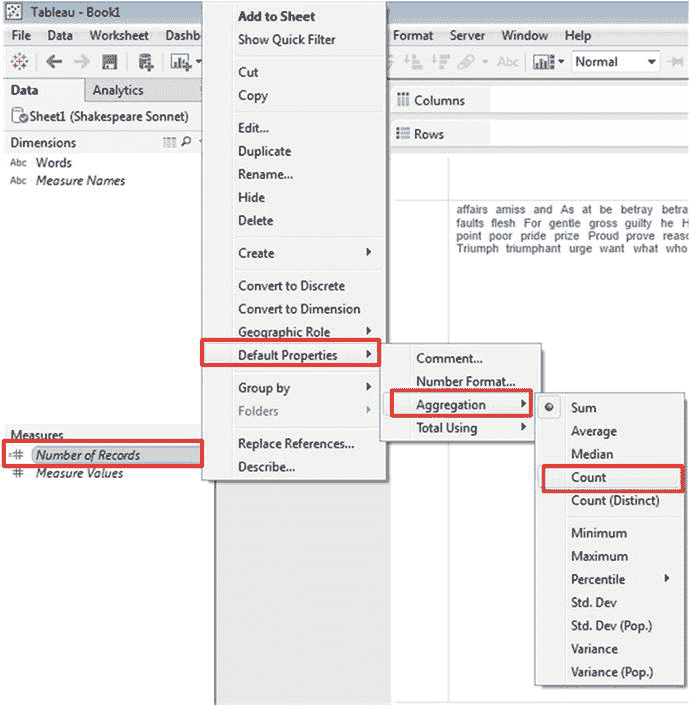 Tableau - Book1
File Data Worksheet Dashb Format Server Window Help
Abc Normal
Data Analytics
Sheet1 (Shakespeare Sonnet)
Dimensions
Abc Words
Abc Measure Names
Measures
Number of Records
Measure Values
Add to Sheet
Show Quick Filter
Cut
Copy
Edit...
Duplicate
Rename...
Hide
Delete
Create
Convert to Discrete
Convert to Dimension
Geographic Role
Default Properties
Group by
Folders
Replace References...
Describe...
Comment...
Number Format...
Aggregation
Total Using
Sum
Average
Median
Count
Count (Distinct)
Minimum
Maximum
Percentile
Std. Dev
Std. Dev (Pop.)
Variance
Variance (Pop.)
Columns
Rows
affairs amiss and As at be betray betra
faults flesh For gentle gross guilty he H
point poor pride prize Proud prove reaso
Triumph triumphant urge want what who